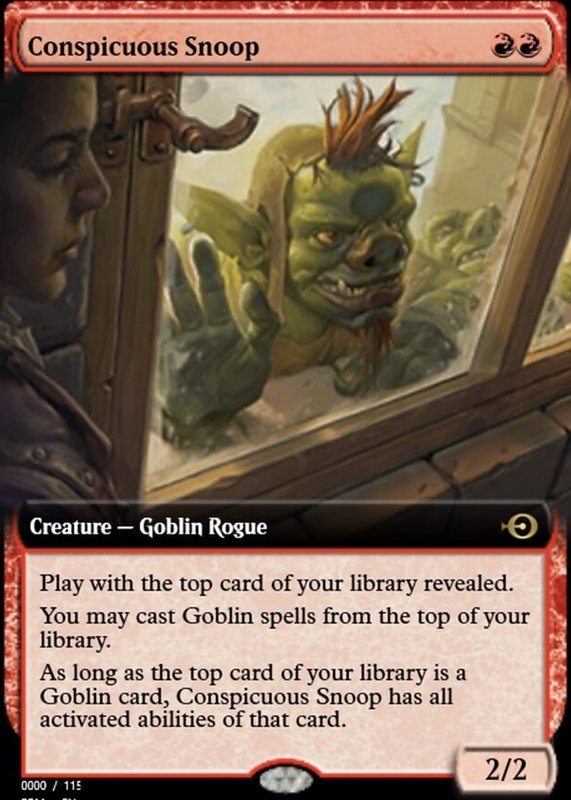 Conspicuous Snoop
Creature — Goblin Rogue
Play with the top card of your library revealed.
You may cast Goblin spells from the top of your
library.
As long as the top card of your library is a
Goblin card, Conspicuous Snoop has all
activated abilities of that card.
2/2
0000 / 115